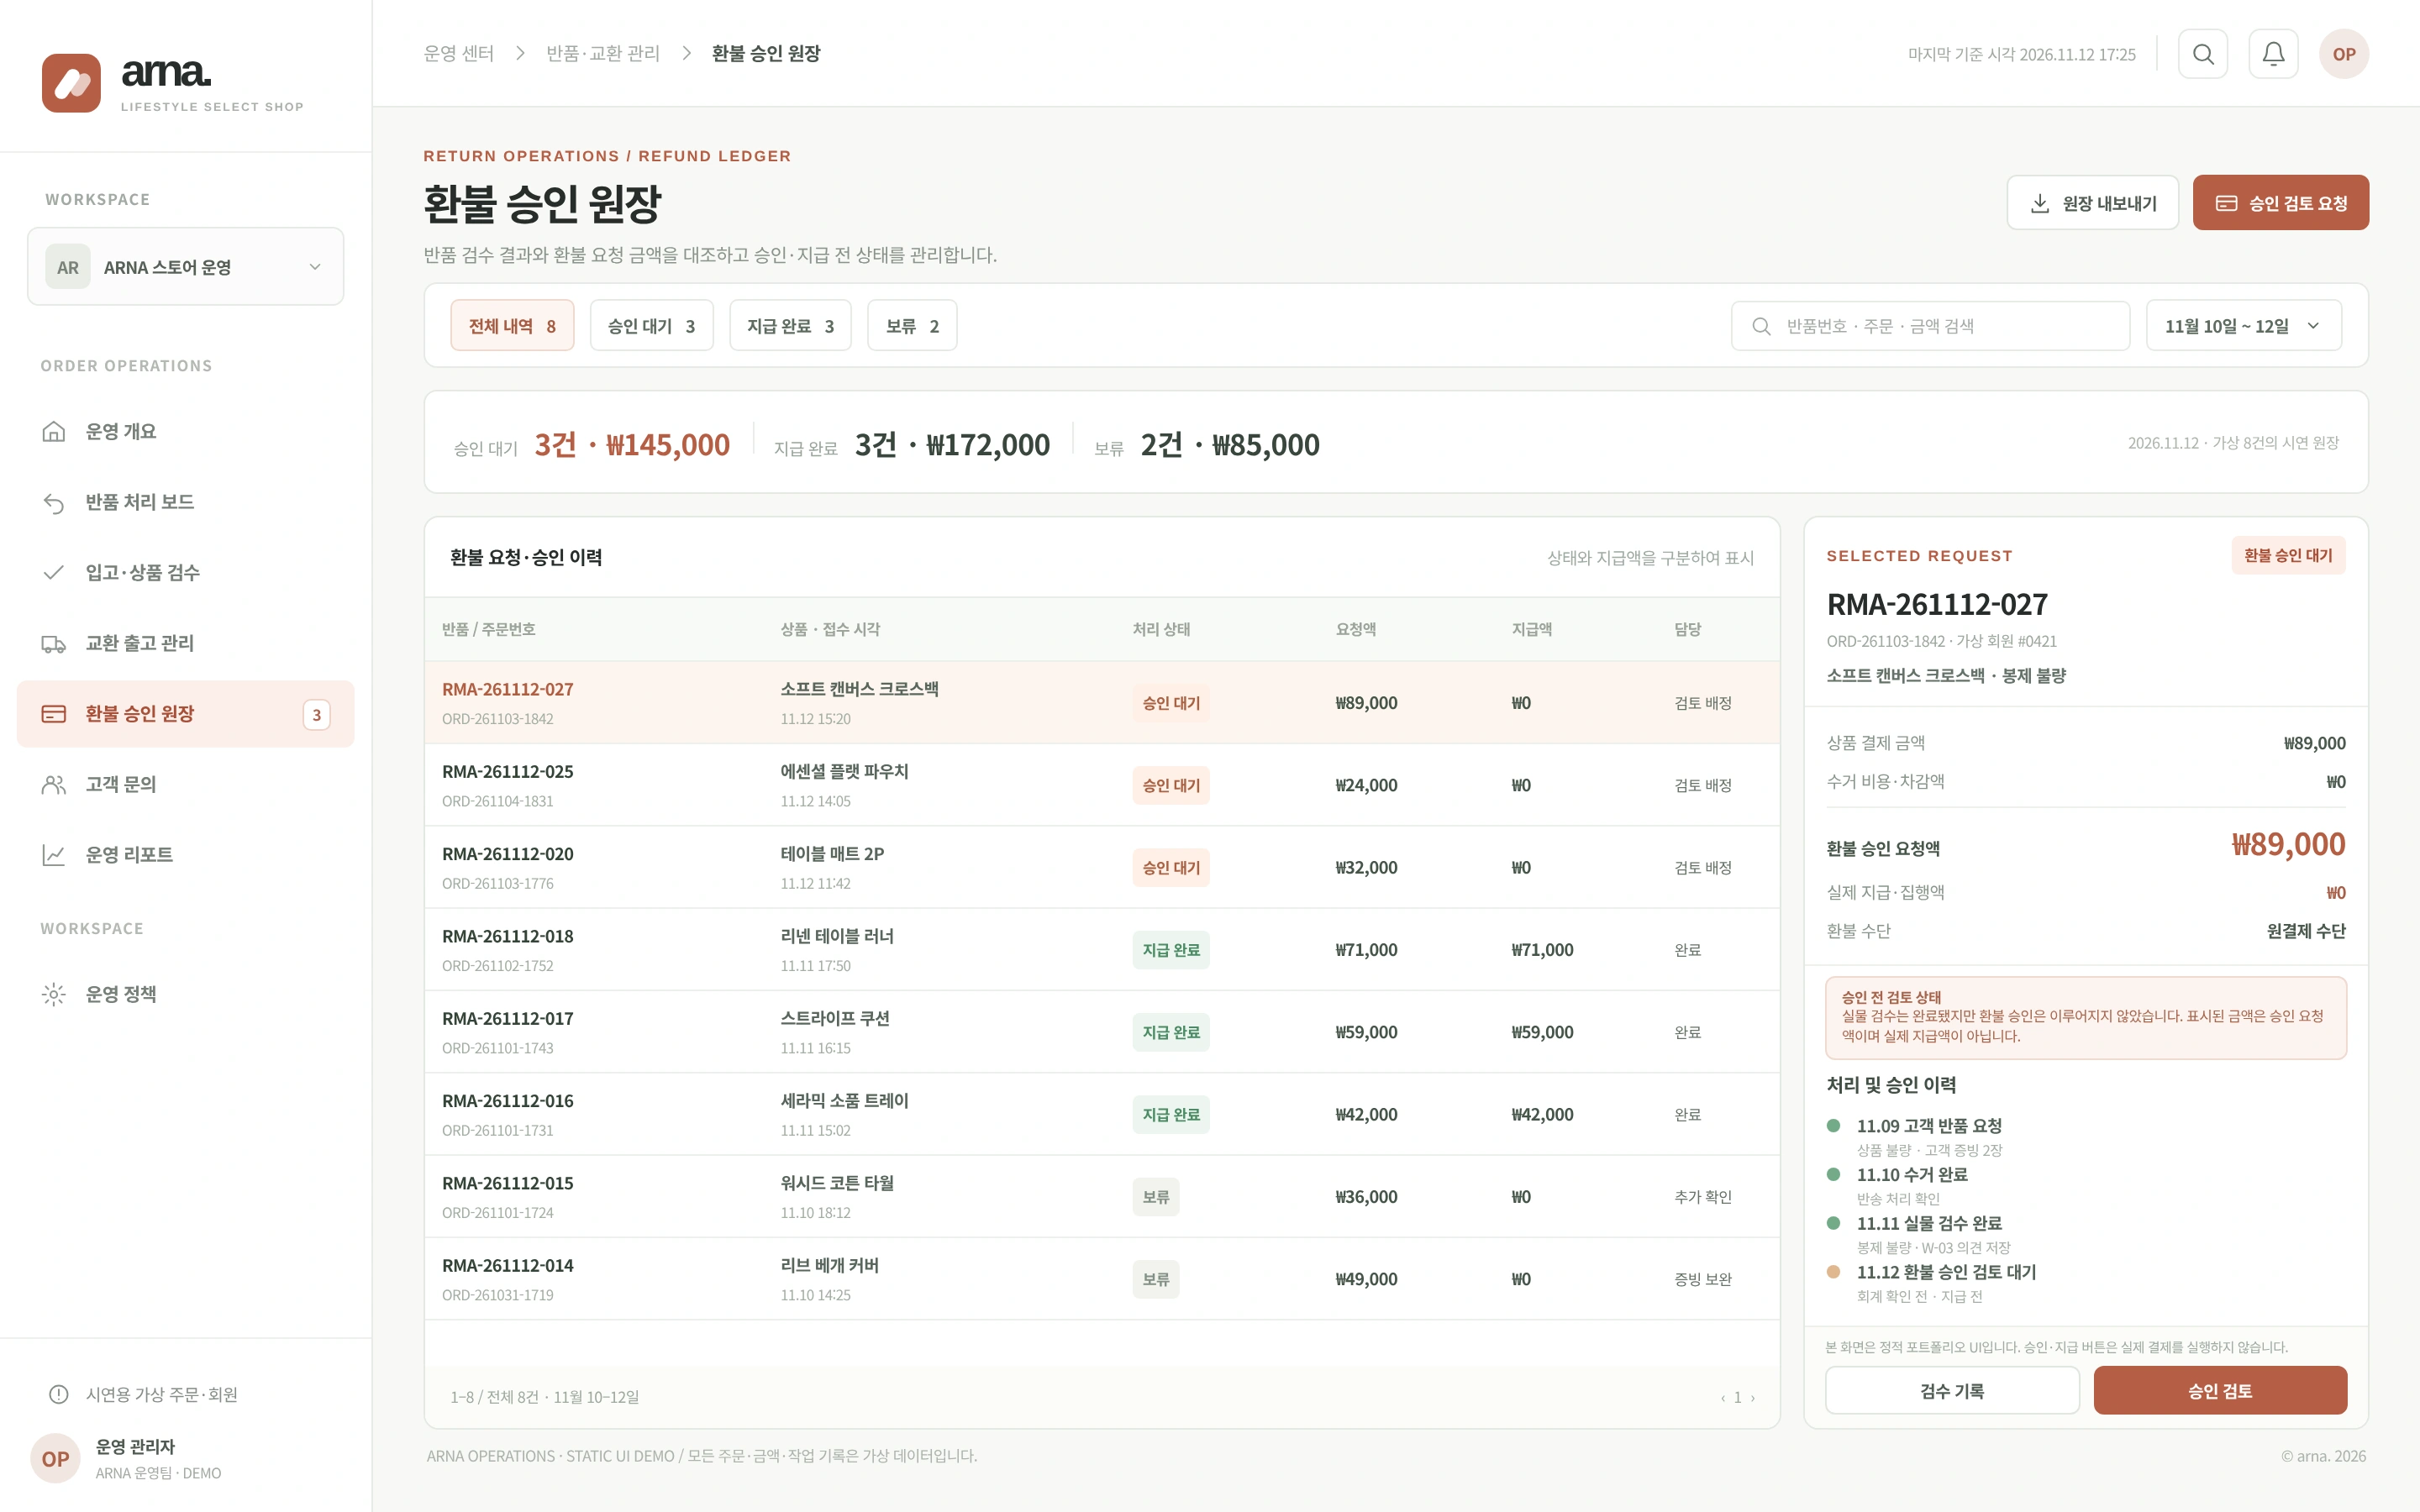 arna.
LIFESTYLE SELECT SHOP
WORKSPACE
AR ARNA 스토어 운영
ORDER OPERATIONS
운영 개요
반품 처리 보드
입고·상품 검수
교환 출고 관리
환불 승인 원장 3
고객 문의
운영 리포트
WORKSPACE
운영 정책
시연용 가상 주문·회원
OP 운영 관리자
ARNA 운영팀 · DEMO
운영 센터 > 반품·교환 관리 > 환불 승인 원장
마지막 기준 시각 2026.11.12 17:25 OP
RETURN OPERATIONS / REFUND LEDGER
환불 승인 원장
반품 검수 결과와 환불 요청 금액을 대조하고 승인·지급 전 상태를 관리합니다.
원장 내보내기 승인 검토 요청
전체 내역 8 승인 대기 3 지급 완료 3 보류 2
반품번호 · 주문 · 금액 검색 11월 10일 ~ 12일
승인 대기 3건 · ₩145,000 지급 완료 3건 · ₩172,000 보류 2건 · ₩85,000
2026.11.12 · 가상 8건의 시연 원장
환불 요청·승인 이력 상태와 지급액을 구분하여 표시
반품 / 주문번호 상품 · 접수 시각 처리 상태 요청액 지급액 담당
RMA-261112-027 소프트 캔버스 크로스백 승인 대기 ₩89,000 ₩0 검토 배정
ORD-261103-1842 11.12 15:20
RMA-261112-025 에센셜 플랫 파우치 승인 대기 ₩24,000 ₩0 검토 배정
ORD-261104-1831 11.12 14:05
RMA-261112-020 테이블 매트 2P 승인 대기 ₩32,000 ₩0 검토 배정
ORD-261103-1776 11.12 11:42
RMA-261112-018 리넨 테이블 러너 지급 완료 ₩71,000 ₩71,000 완료
ORD-261102-1752 11.11 17:50
RMA-261112-017 스트라이프 쿠션 지급 완료 ₩59,000 ₩59,000 완료
ORD-261101-1743 11.11 16:15
RMA-261112-016 세라믹 소품 트레이 지급 완료 ₩42,000 ₩42,000 완료
ORD-261101-1731 11.11 15:02
RMA-261112-015 워시드 코튼 타월 보류 ₩36,000 ₩0 추가 확인
ORD-261101-1724 11.10 18:12
RMA-261112-014 리브 베개 커버 보류 ₩49,000 ₩0 증빙 보완
ORD-261031-1719 11.10 14:25
1–8 / 전체 8건 · 11월 10–12일 ‹ 1 ›
SELECTED REQUEST 환불 승인 대기
RMA-261112-027
ORD-261103-1842 · 가상 회원 #0421
소프트 캔버스 크로스백 · 봉제 불량
상품 결제 금액 ₩89,000
수거 비용·차감액 ₩0
환불 승인 요청액 ₩89,000
실제 지급·집행액 ₩0
환불 수단 원결제 수단
승인 전 검토 상태
실물 검수는 완료됐지만 환불 승인은 이루어지지 않았습니다. 표시된 금액은 승인 요청
액이며 실제 지급액이 아닙니다.
처리 및 승인 이력
11.09 고객 반품 요청
상품 불량 · 고객 증빙 2장
11.10 수거 완료
반송 처리 확인
11.11 실물 검수 완료
봉제 불량 · W-03 의견 저장
11.12 환불 승인 검토 대기
회계 확인 전 · 지급 전
본 화면은 정적 포트폴리오 UI입니다. 승인·지급 버튼은 실제 결제를 실행하지 않습니다.
검수 기록 승인 검토
ARNA OPERATIONS · STATIC UI DEMO / 모든 주문·금액·작업 기록은 가상 데이터입니다.
© arna. 2026